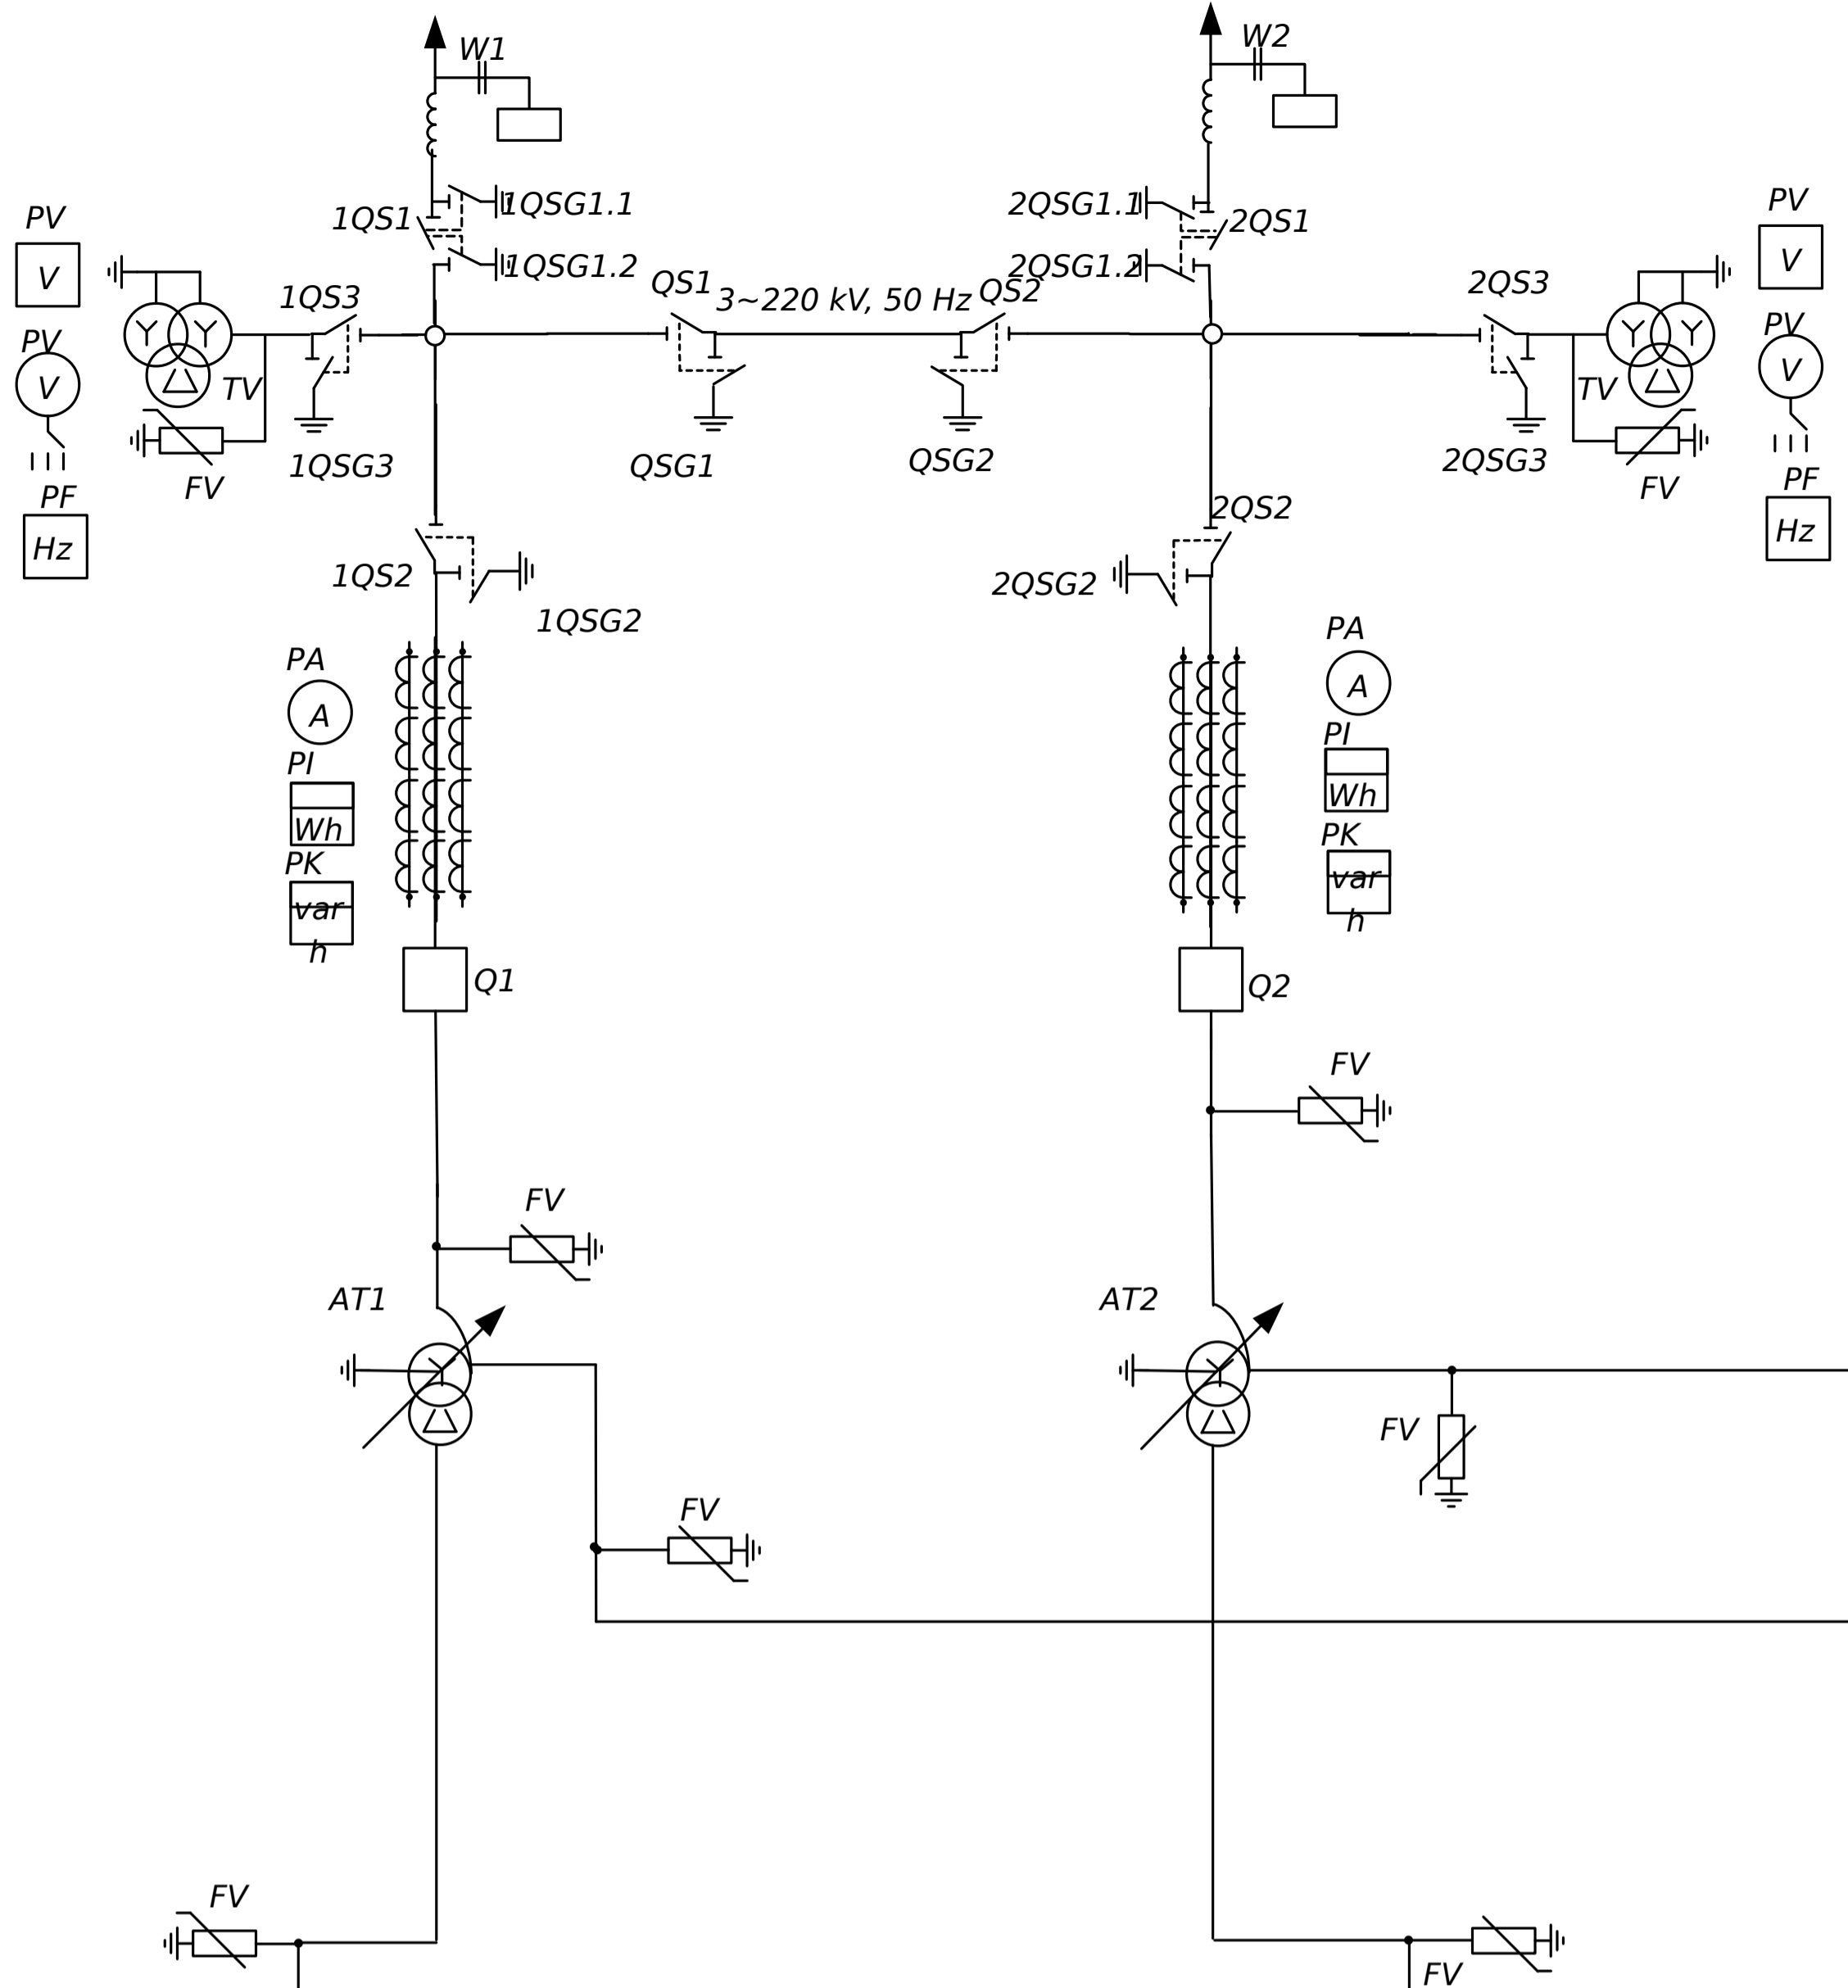 W1
W2
PV
V
PV
V
PF
Hz
1QS1
1QSG1.1
1QSG1.2
2QSG1.1
2QS1
2QSG1.2
PV
V
PV
V
PF
Hz
1QS3
QS1
3~220 kV, 50 Hz
QS2
2QS3
TV
TV
FV
1QSG3
QSG1
QSG2
2QSG3
FV
1QS2
1QSG2
2QS2
2QSG2
PA
A
PI
Wh
PK
var
h
PA
A
PI
Wh
PK
var
h
Q1
Q2
FV
FV
AT1
AT2
FV
FV
FV
FV